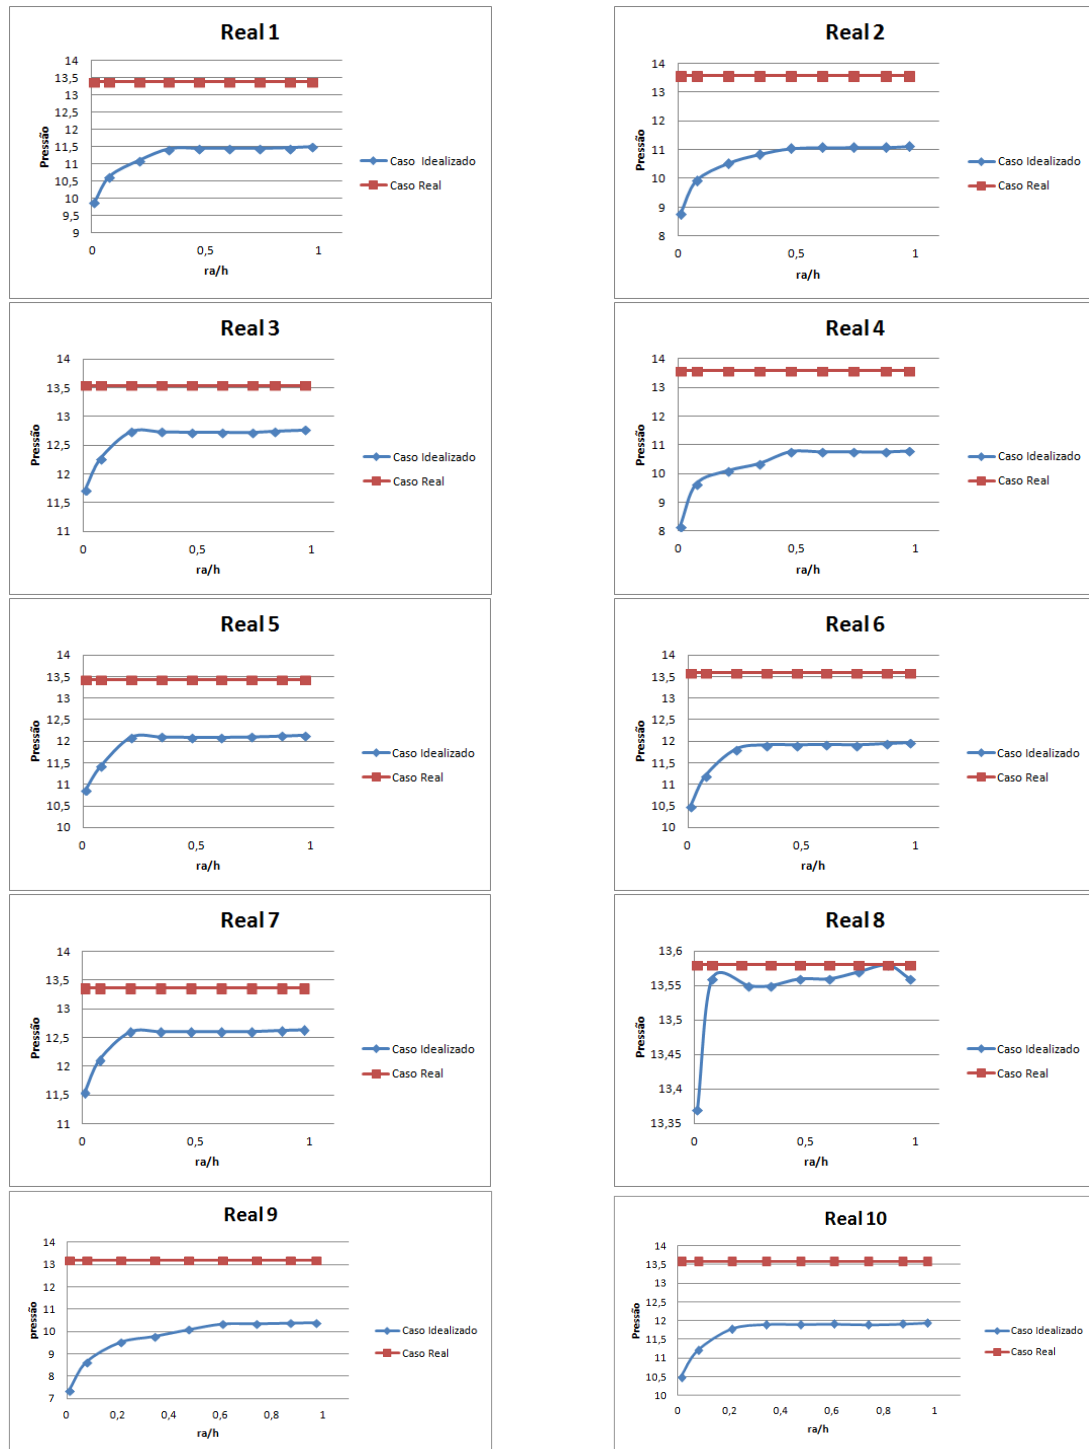 Real 1
14
13,5
13
12,5
12
11,5
11
10,5
10
9,5
9
Pressão
0
0,5
1
ra/h
Caso Idealizado
Caso Real
Real 2
14
13
12
11
10
9
8
Pressão
0
0,5
1
ra/h
Caso Idealizado
Caso Real
Real 3
14
13,5
13
12,5
12
11,5
11
Pressão
0
0,5
1
ra/h
Caso Idealizado
Caso Real
Real 4
14
13
12
11
10
9
8
Pressão
0
0,5
1
ra/h
Caso Idealizado
Caso Real
Real 5
14
13,5
13
12,5
12
11,5
11
10,5
10
Pressão
0
0,5
1
ra/h
Caso Idealizado
Caso Real
Real 6
14
13,5
13
12,5
12
11,5
11
10,5
10
Pressão
0
0,5
1
ra/h
Caso Idealizado
Caso Real
Real 7
14
13,5
13
12,5
12
11,5
11
Pressão
0
0,5
1
ra/h
Caso Idealizado
Caso Real
Real 8
13,6
13,55
13,5
13,45
13,4
13,35
Pressão
0
0,5
1
ra/h
Caso Idealizado
Caso Real
Real 9
14
13
12
11
10
9
8
7
pressão
0
0,2
0,4
0,6
0,8
1
ra/h
Caso Idealizado
Caso Real
Real 10
14
13,5
13
12,5
12
11,5
11
10,5
10
Pressão
0
0,2
0,4
0,6
0,8
1
ra/h
Caso Idealizado
Caso Real